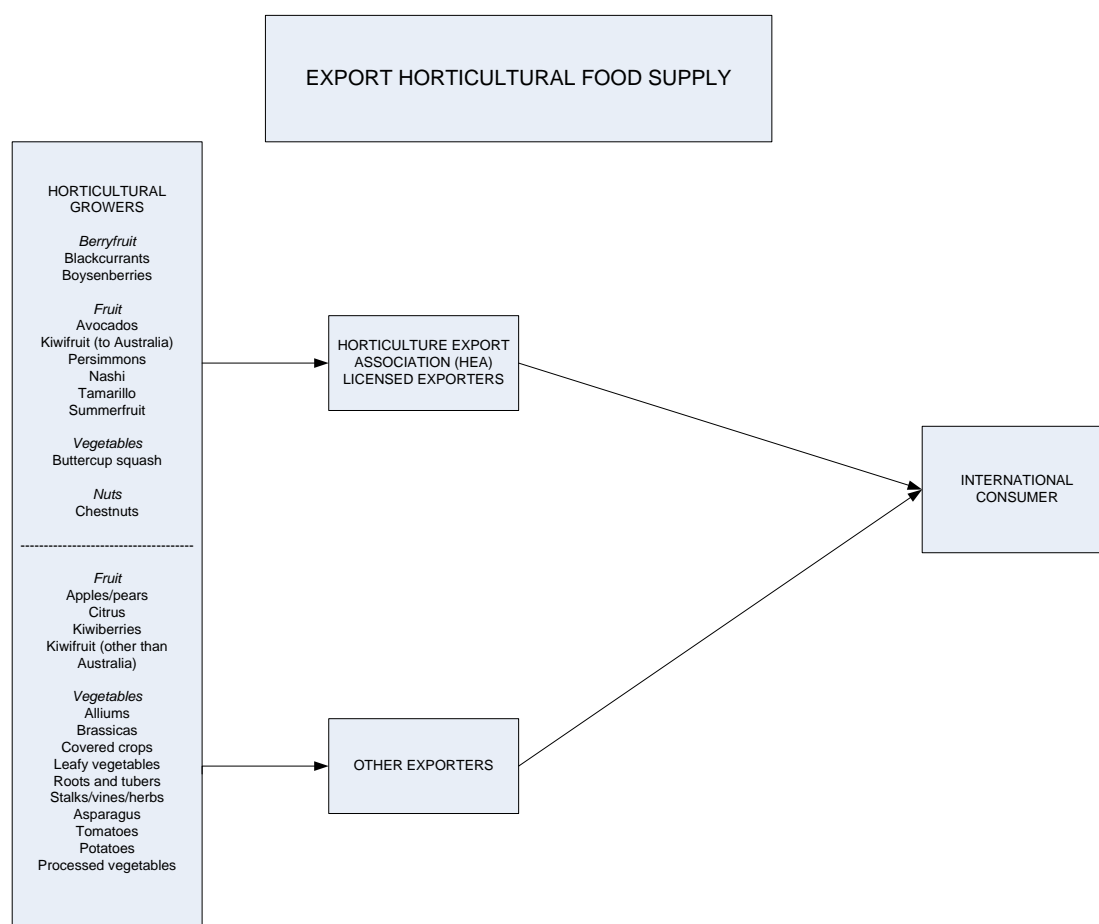 EXPORT HORTICULTURAL FOOD SUPPLY
HORTICULTURAL
GROWERS
Berryfruit
Blackcurrants
Boysenberries
Fruit
Avocados
Kiwifruit (to Australia)
Persimmons
Nashi
Tamarillo
Summerfruit
Vegetables
Buttercup squash
Nuts
Chestnuts
Fruit
Apples/pears
Citrus
Kiwiberries
Kiwifruit (other than
Australia)
Vegetables
Alliums
Brassicas
Covered crops
Leafy vegetables
Roots and tubers
Stalks/vines/herbs
Asparagus
Tomatoes
Potatoes
Processed vegetables
HORTICULTURE EXPORT
ASSOCIATION (HEA)
LICENSED EXPORTERS
OTHER EXPORTERS
INTERNATIONAL
CONSUMER